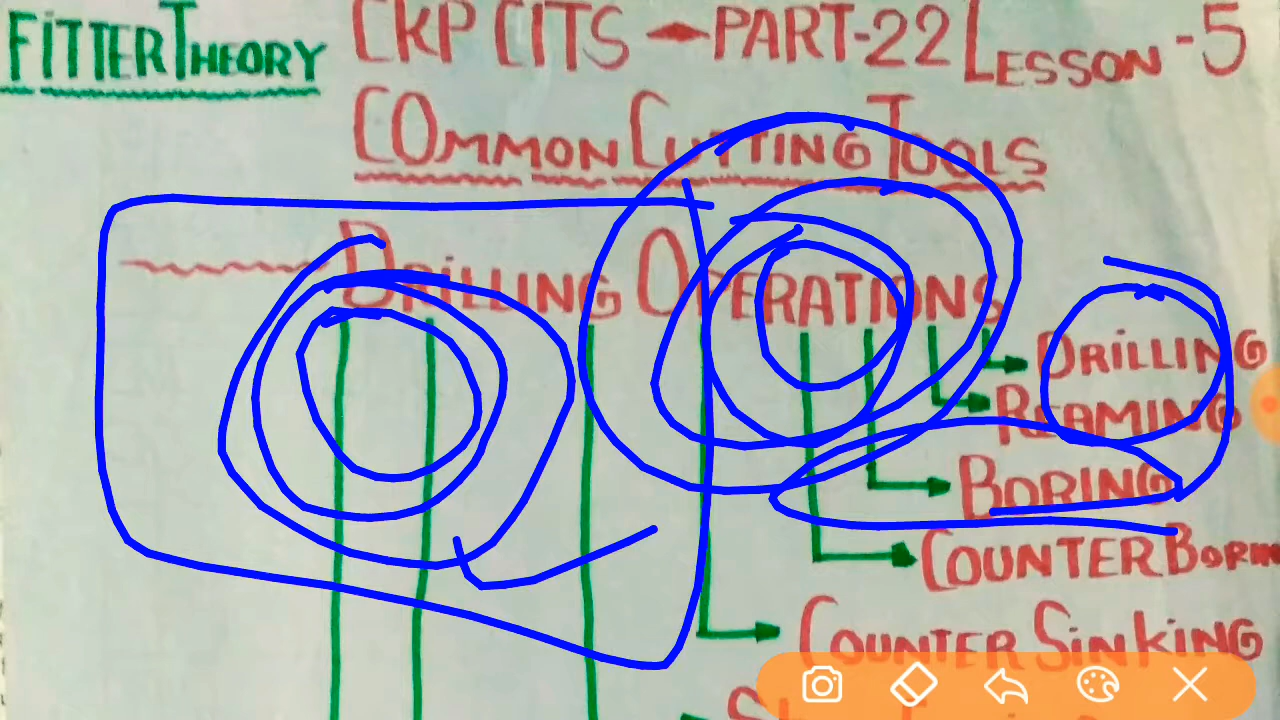 FITTER THEORY
CKP CITS PART-22 LESSON-5
COMMON CUTTING TOOLS
DRILLING OPERATIONS
DRILLING
REAMING
BORING
COUNTER BORIN
COUNTER SINKING